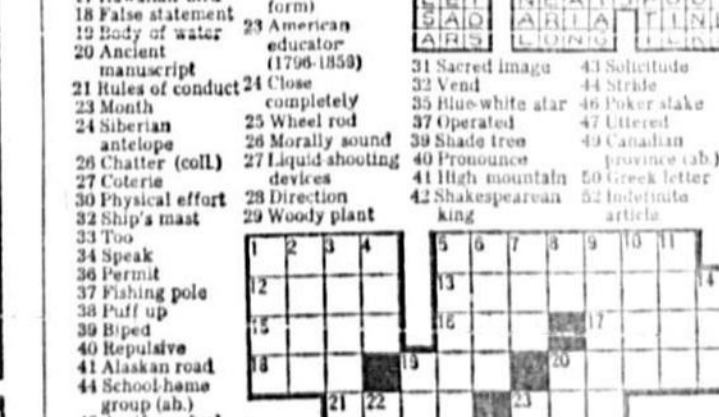 18 False statement
19 Body of water
20 Ancient
manuscript
21 Rules of conduct
23 Month
24 Siberian
antelope
26 Chatter (coll.)
27 Coterie
30 Physical effort
32 Ship's mast
33 Too
34 Speak
36 Permit
37 Fishing pole
38 Puff up
39 Biped
40 Repulsive
41 Alaskan road
44 School-home
group (ab.)
form)
23 American
educator
(1796-1859)
24 Close
completely
25 Wheel rod
26 Morally sound
27 Liquid-shooting
devices
28 Direction
29 Woody plant
SAD ARIA TIN
ARS LONG
31 Sacred image
32 Vend
35 Blue-white star
37 Operated
39 Shade tree
40 Pronounce
41 High mountain
42 Shakespearean
king
43 Solicitude
44 Stride
46 Poker stake
47 Uttered
49 Canadian
province (ab.)
50 Greek letter
52 Indefinite
article
1 2 3 4 5 6 7 8 9 10 11
12 13 14
15 16 17
18 19 20
21 22 23